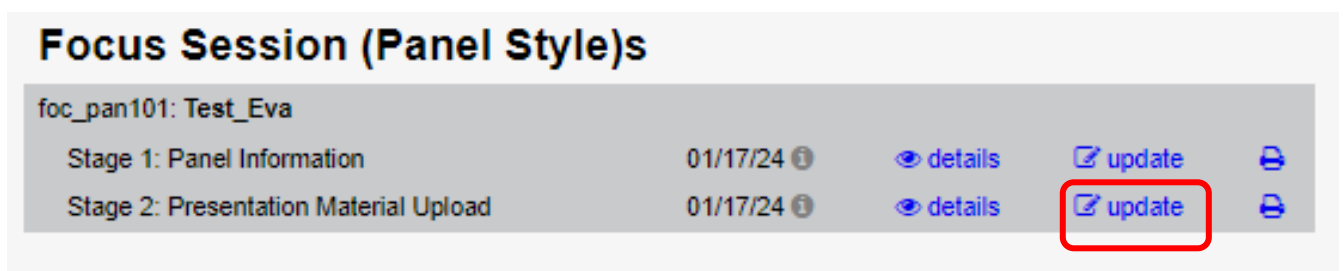 Focus Session (Panel Style)s
foc_pan101: Test_Eva
Stage 1: Panel Information 01/17/24 details update
Stage 2: Presentation Material Upload 01/17/24 details update